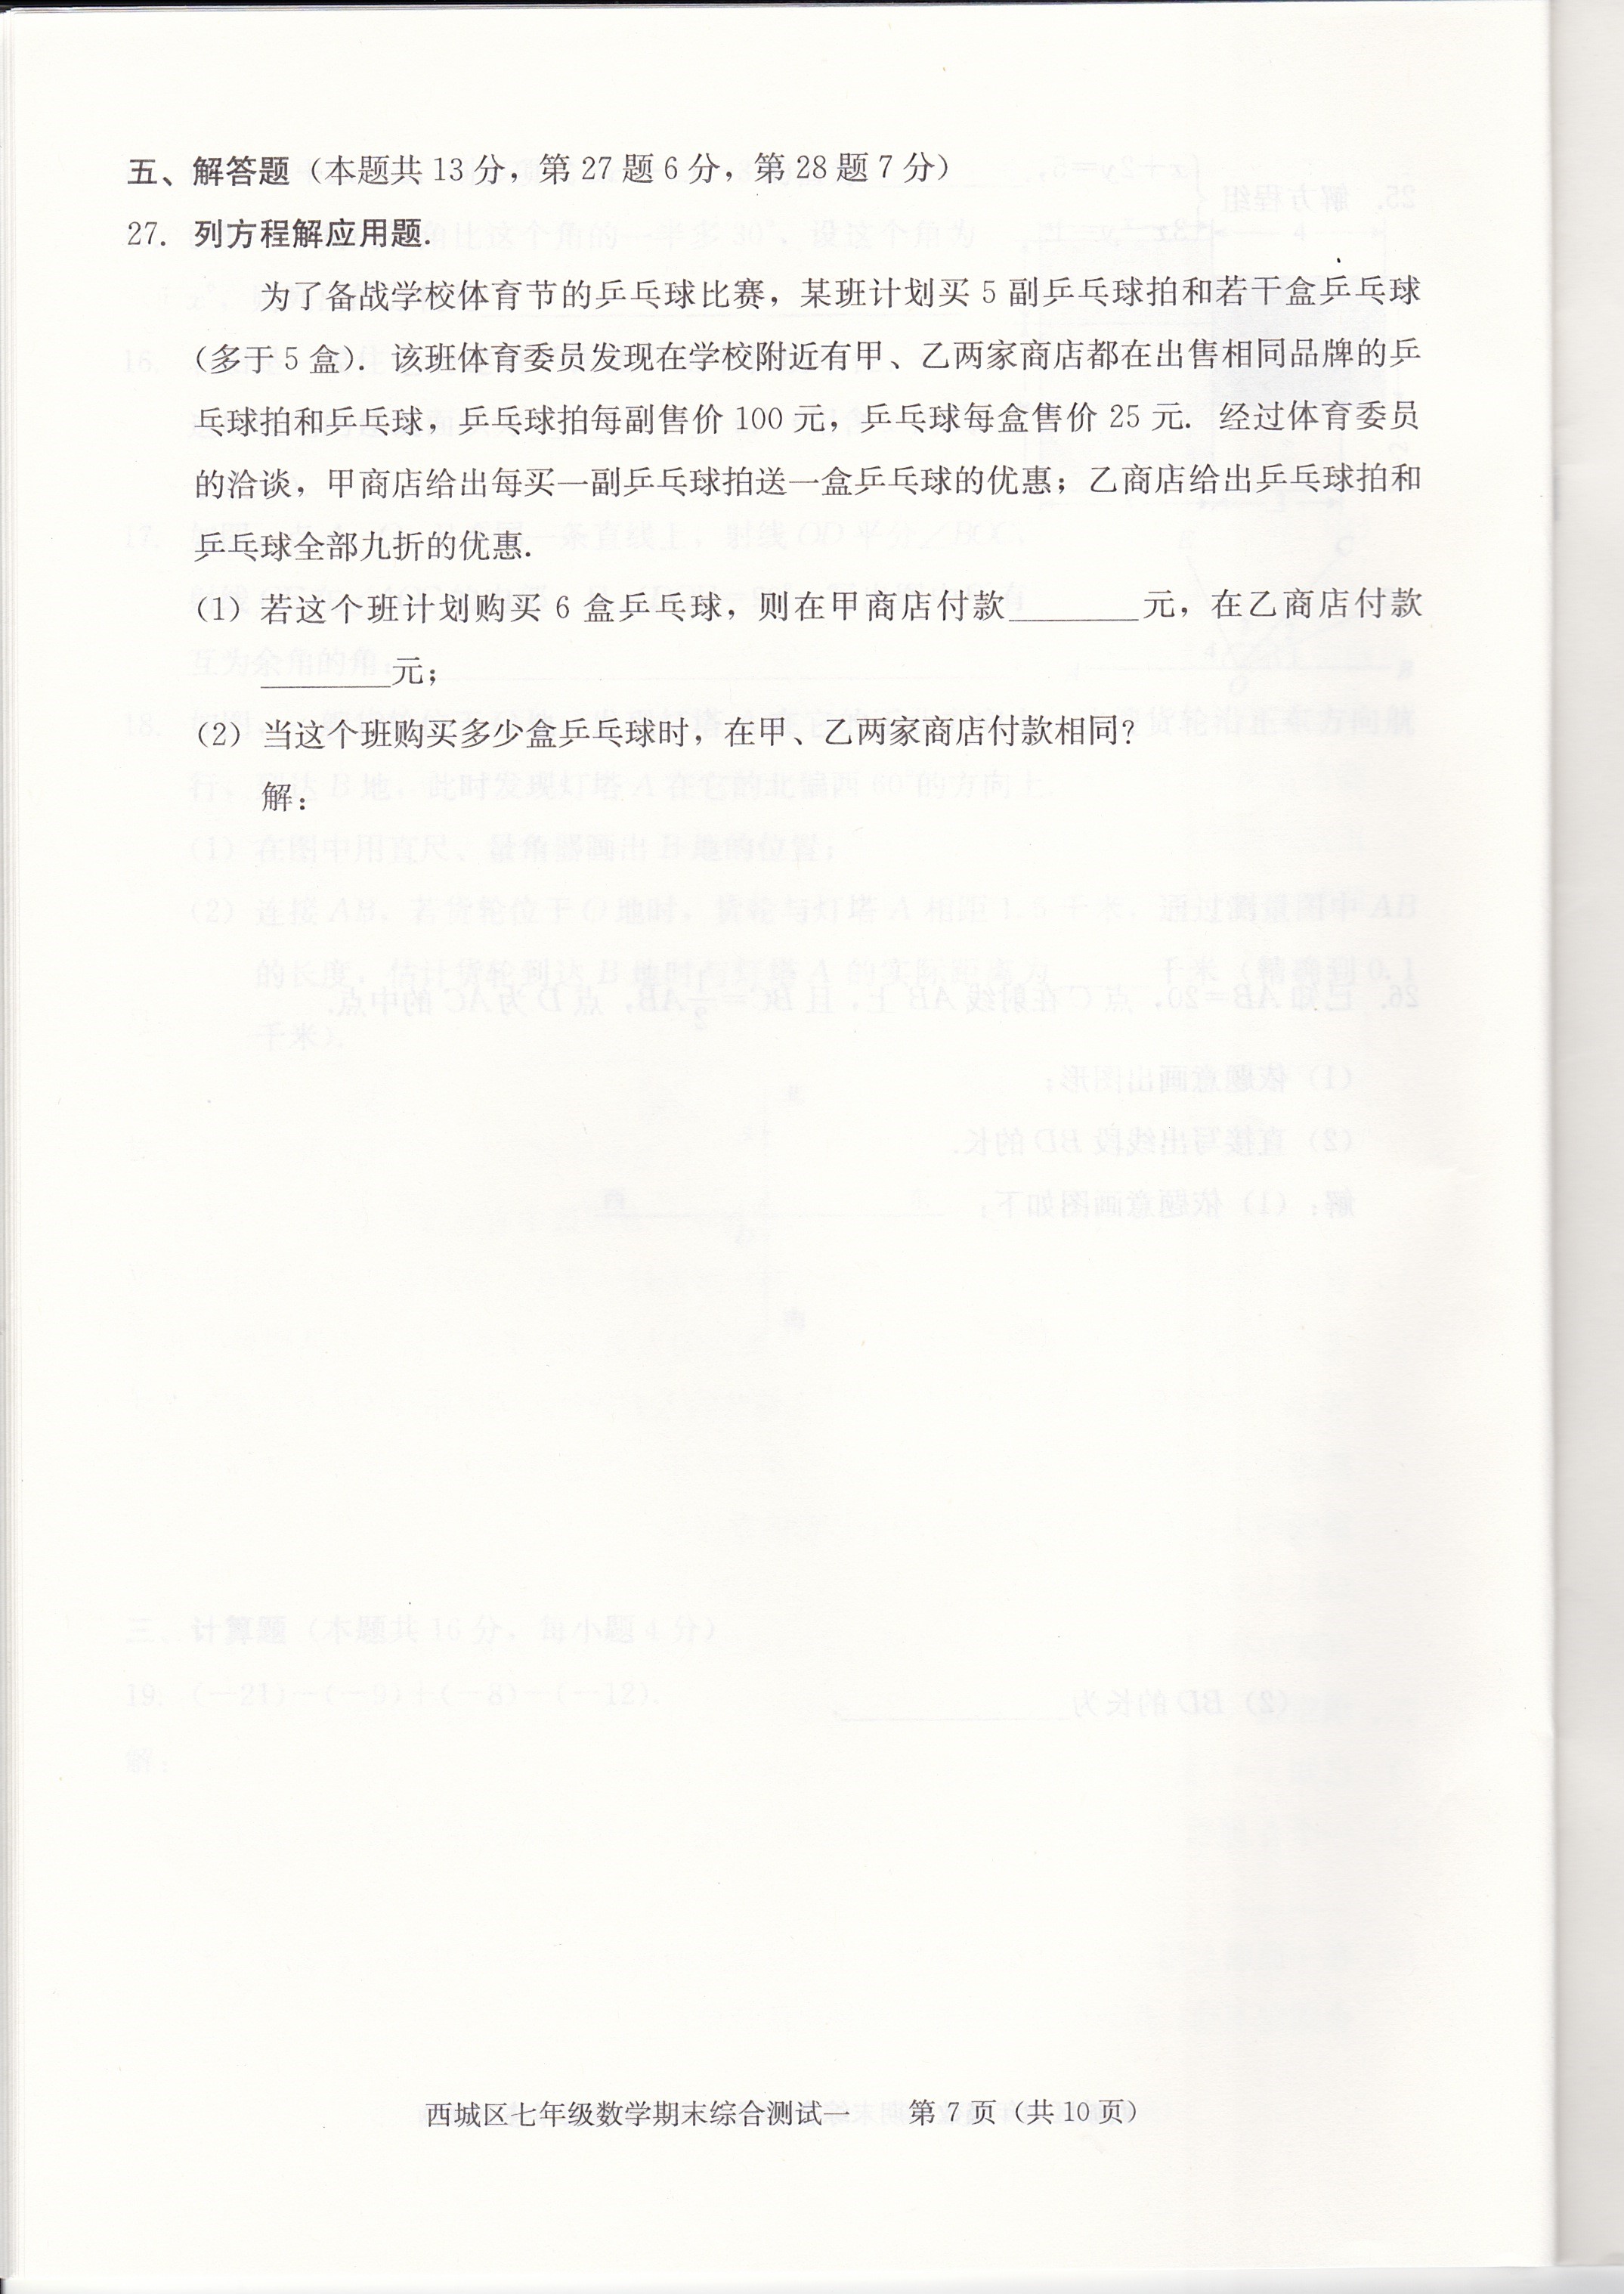 五、解答题（本题共 13 分，第 27 题 6 分，第 28 题 7 分）
27. 列方程解应用题.
为了备战学校体育节的乒乓球比赛，某班计划买 5 副乒乓球拍和若干盒乒乓球
（多于 5 盒）. 该班体育委员发现在学校附近有甲、乙两家商店都在出售相同品牌的乒
乓球拍和乒乓球，乒乓球拍每副售价 100 元，乒乓球每盒售价 25 元. 经过体育委员
的洽谈，甲商店给出每买一副乒乓球拍送一盒乒乓球的优惠；乙商店给出乒乓球拍和
乒乓球全部九折的优惠.
（1）若这个班计划购买 6 盒乒乓球，则在甲商店付款________元，在乙商店付款
________元；
（2）当这个班购买多少盒乒乓球时，在甲、乙两家商店付款相同？
解：
西城区七年级数学期末综合测试一 第 7 页（共 10 页）